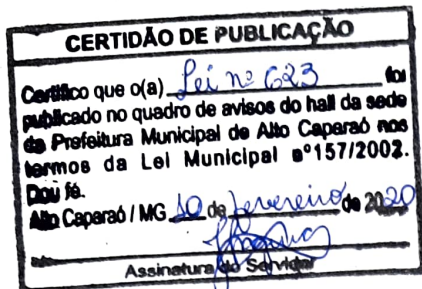 CERTIDÃO DE PUBLICAÇÃO
Certifico que o(a) Lei nº 623 foi
publicado no quadro de avisos do hall da sede
da Prefeitura Municipal de Alto Caparaó nos
termos da Lei Municipal nº157/2002.
Dou fé.
Alto Caparaó / MG 10 de fevereiro de 2020
Assinatura do Servidor